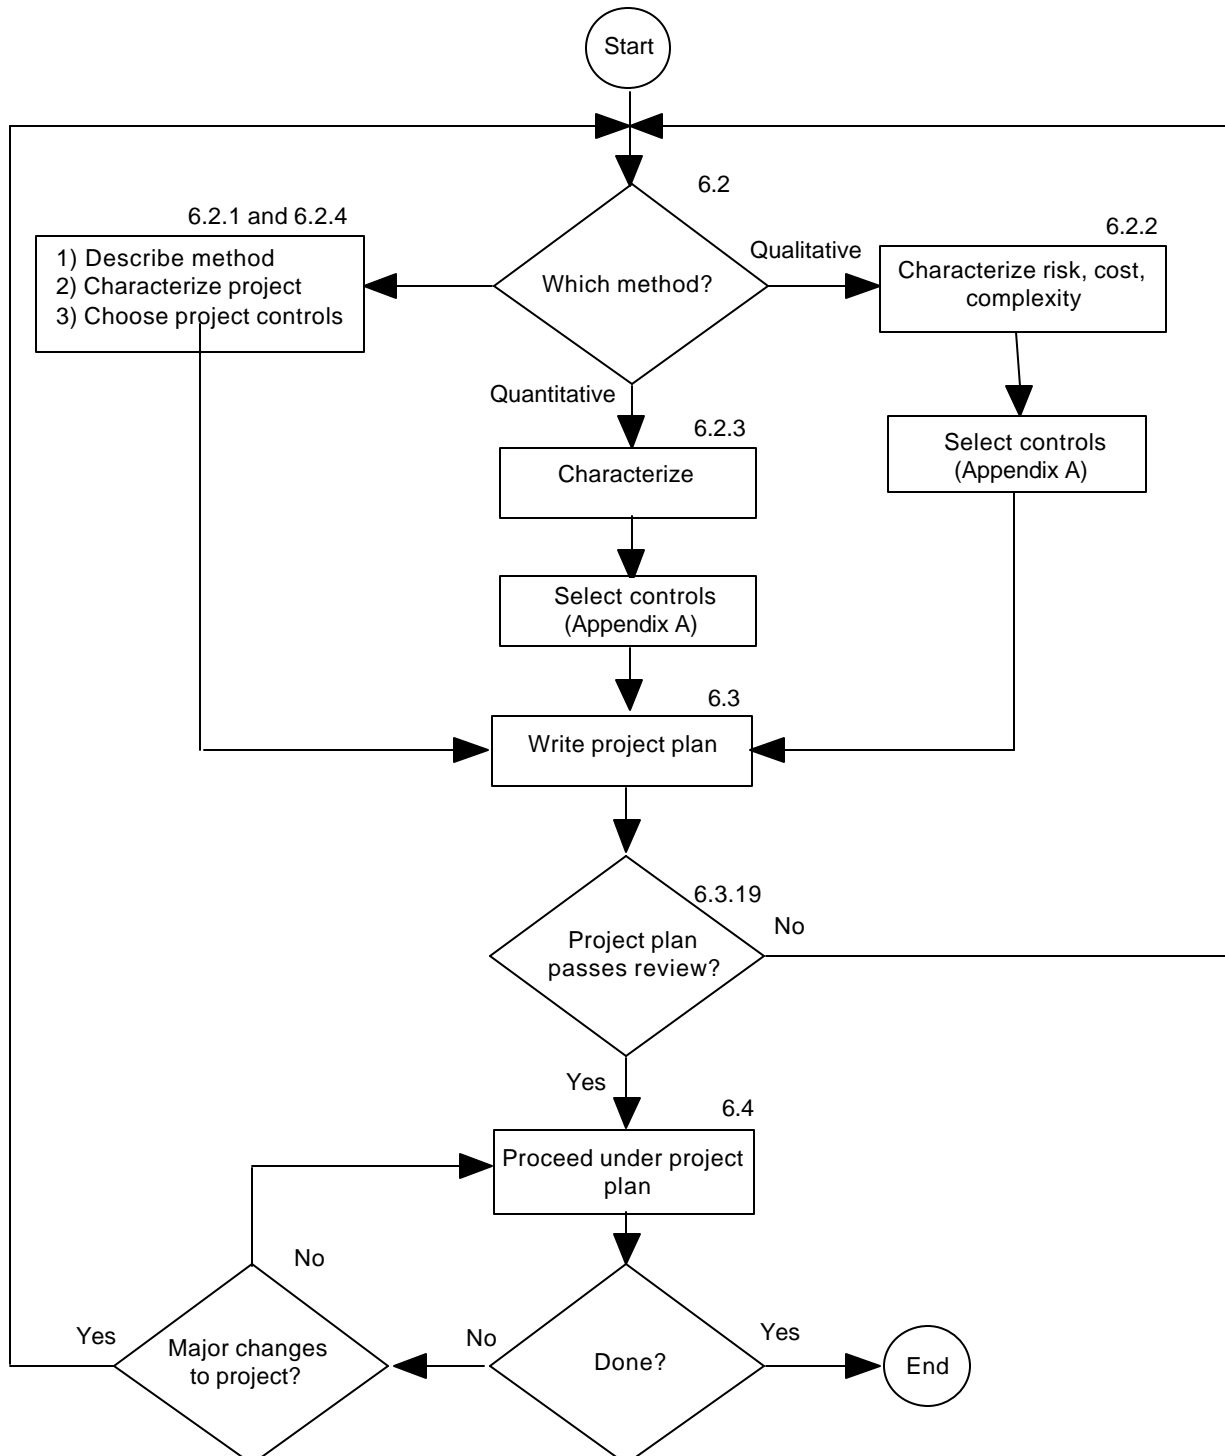 Start
6.2
6.2.1 and 6.2.4
1) Describe method
2) Characterize project
3) Choose project controls
Which method?
Qualitative
6.2.2
Characterize risk, cost,
complexity
Quantitative
6.2.3
Characterize
Select controls
(Appendix A)
Select controls
(Appendix A)
6.3
Write project plan
6.3.19
Project plan
passes review?
No
Yes
6.4
Proceed under project
plan
No
Yes
Major changes
to project?
No
Done?
Yes
End